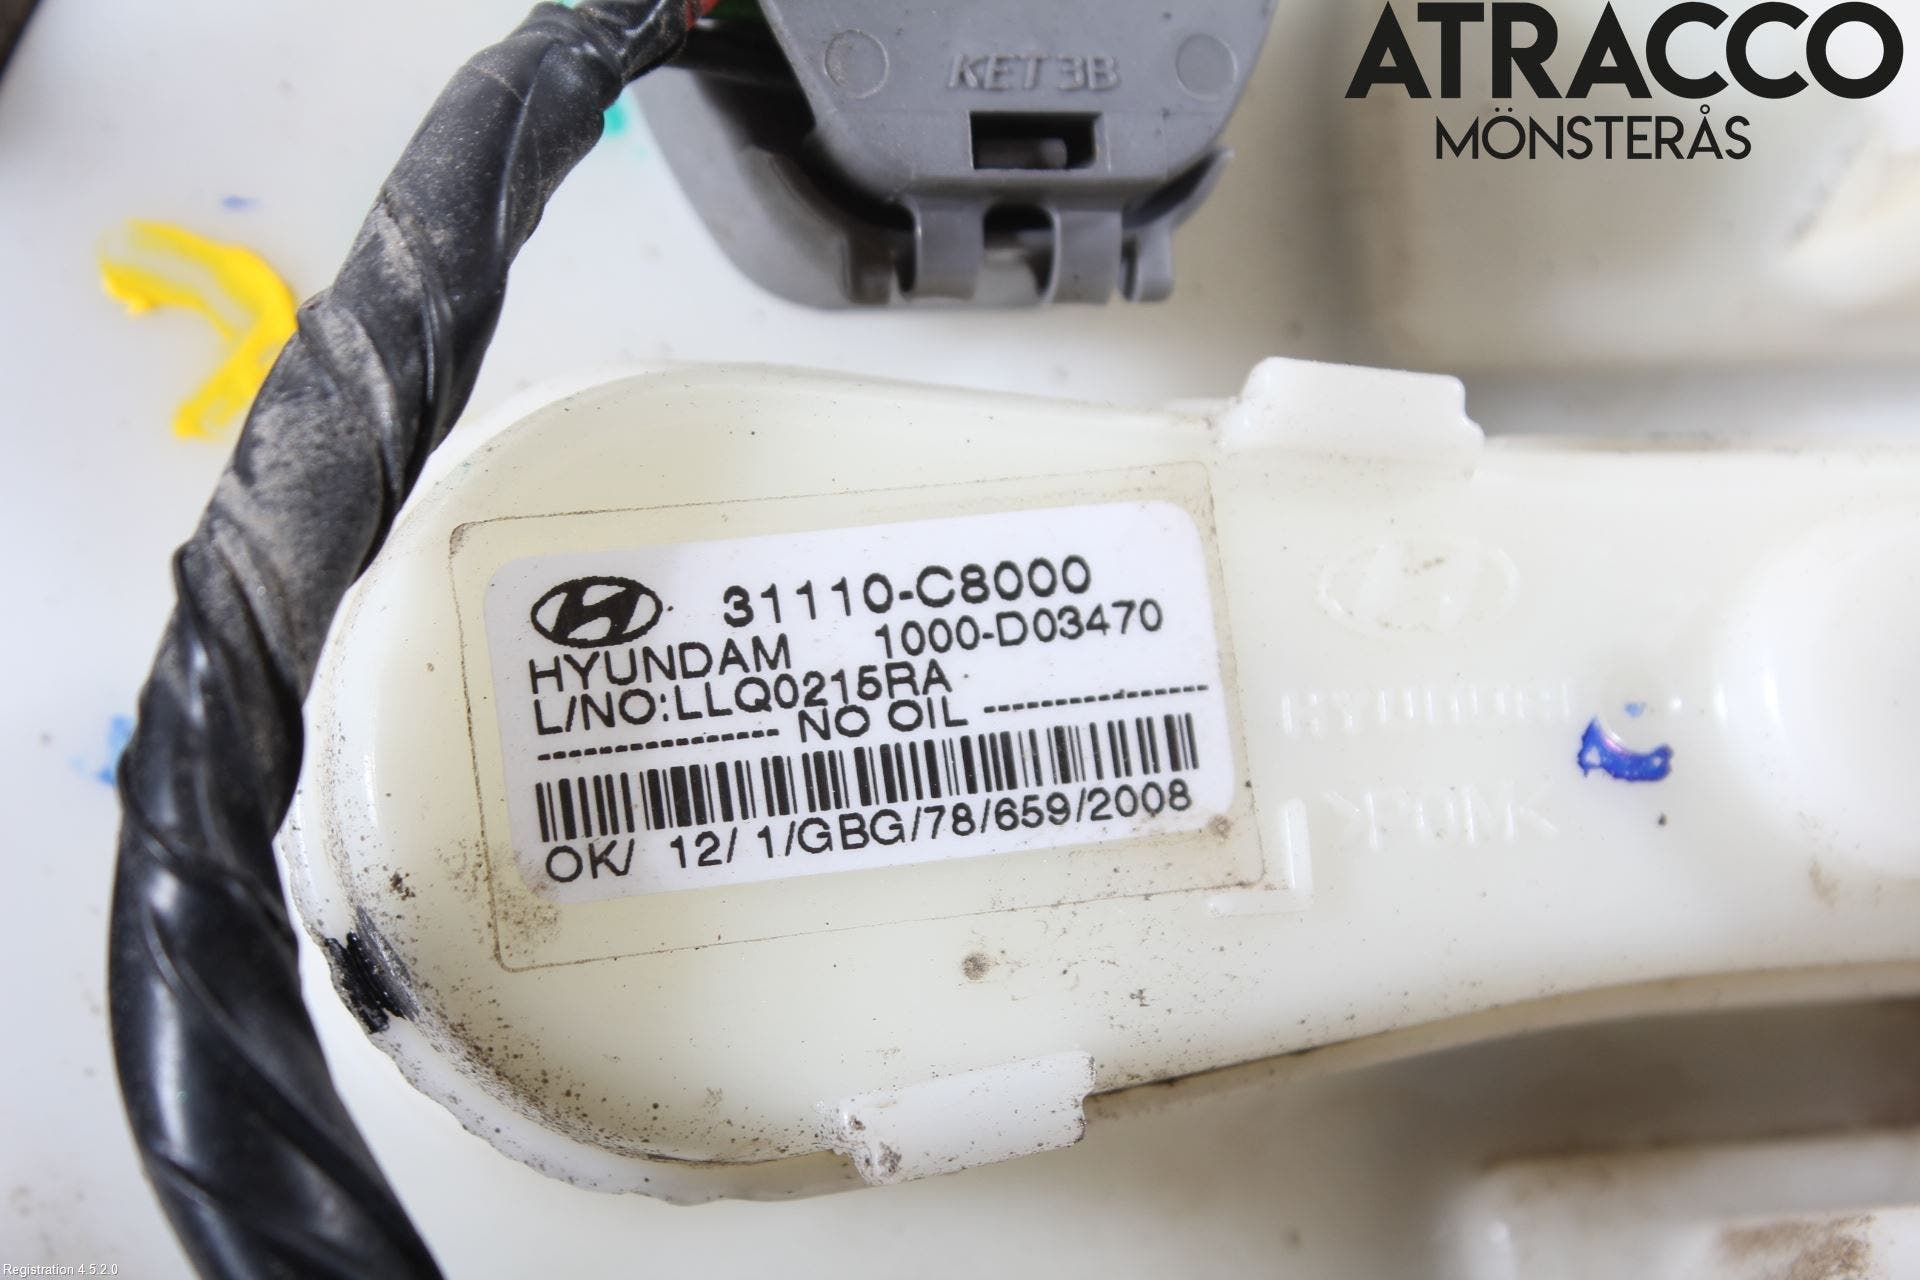 ATRACCO
MÖNSTERÅS
KET 3B
31110-C8000
HYUNDAM 1000-D03470
L/NO:LLQ0215RA
---------------- NO OIL ----------------
OK/ 12/ 1/GBG/78/659/2008
>POM<
Registration 4.5.2.0